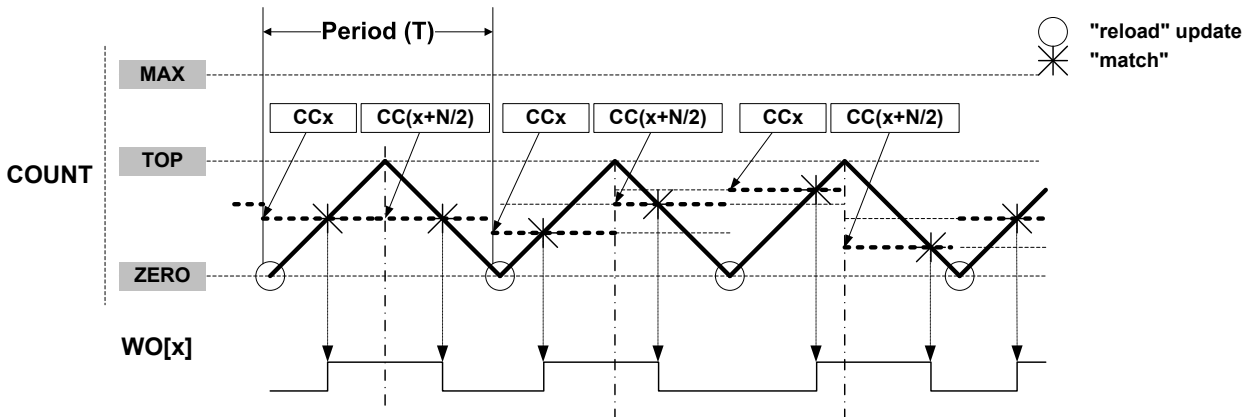 Period (T)
"reload" update
"match"
MAX
CCx
CC(x+N/2)
CCx
CC(x+N/2)
CCx
CC(x+N/2)
TOP
COUNT
ZERO
WO[x]